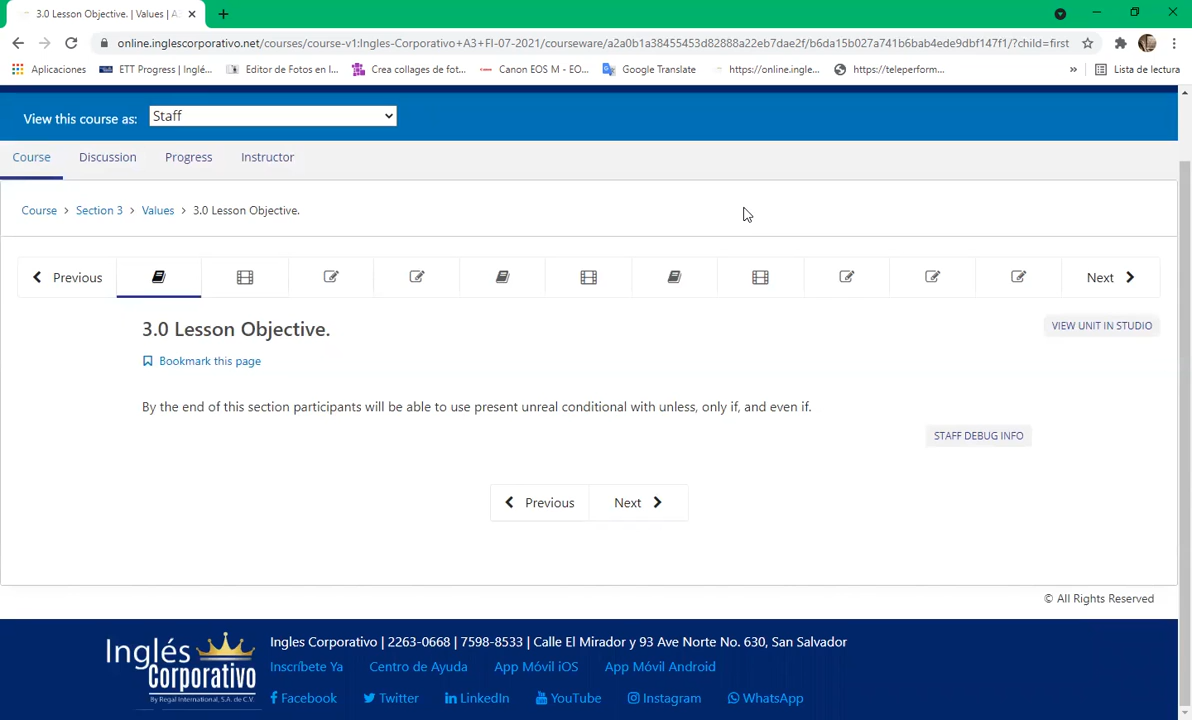 3.0 Lesson Objective. | Values | A
online.inglescorporativo.net/courses/course-v1:Ingles-Corporativo+A3+FI-07-2021/courseware/a2a0b1a38455453d82888a22eb7dae2f/b6da15b027a741b6bab4ede9dbf147f1/?child=first
Aplicaciones ETT Progress | Inglé... Editor de Fotos en l... Crea collages de fot... Canon EOS M - EO... Google Translate https://online.ingle... https://teleperform... » Lista de lectura
View this course as: Staff
Course Discussion Progress Instructor
Course > Section 3 > Values > 3.0 Lesson Objective.
Previous Next
3.0 Lesson Objective.
VIEW UNIT IN STUDIO
Bookmark this page
By the end of this section participants will be able to use present unreal conditional with unless, only if, and even if.
STAFF DEBUG INFO
Previous Next
© All Rights Reserved
Inglés Corporativo
By Regal International, S.A. de C.V.
Ingles Corporativo | 2263-0668 | 7598-8533 | Calle El Mirador y 93 Ave Norte No. 630, San Salvador
Inscríbete Ya Centro de Ayuda App Móvil iOS App Móvil Android
Facebook Twitter LinkedIn YouTube Instagram WhatsApp